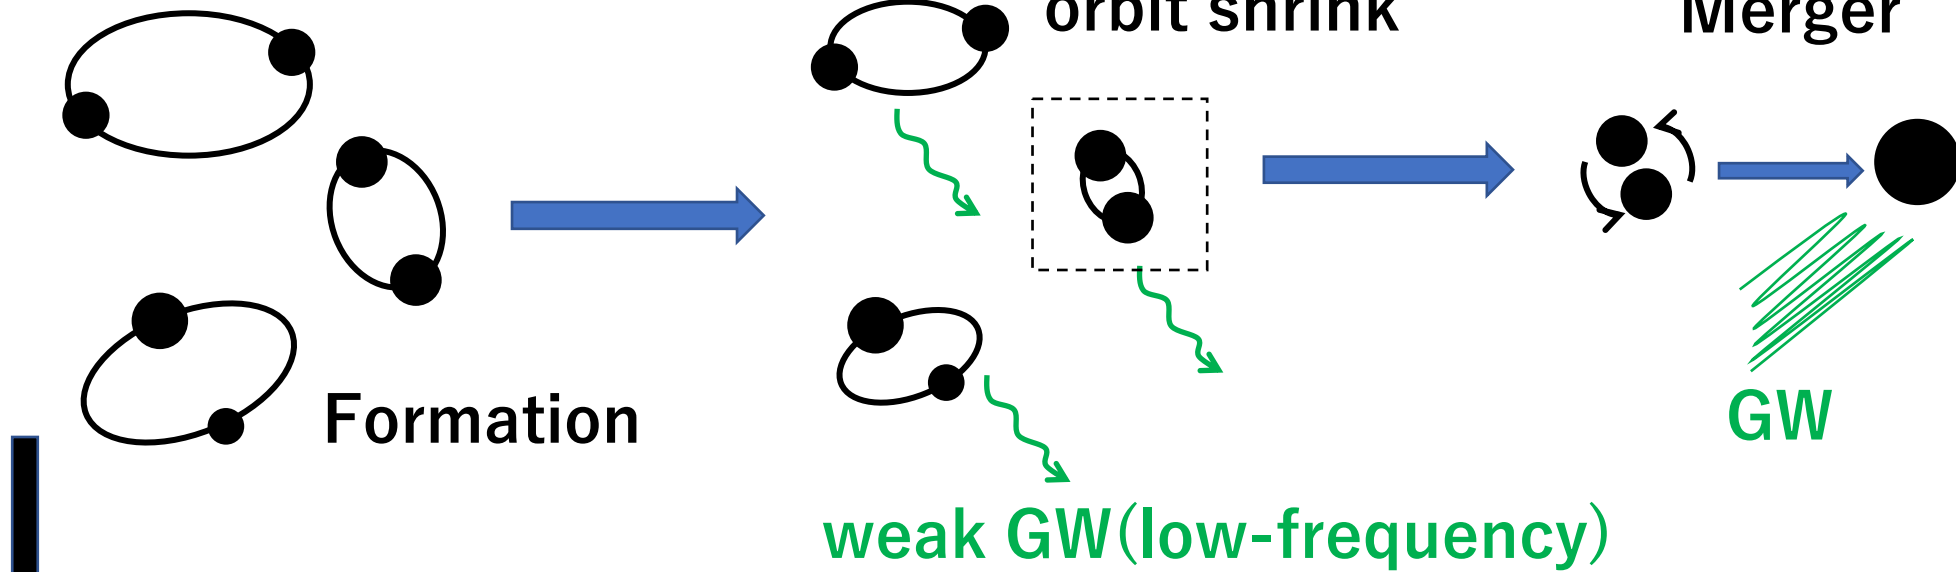 orbit shrink
Merger
Formation
GW
weak GW(low-frequency)